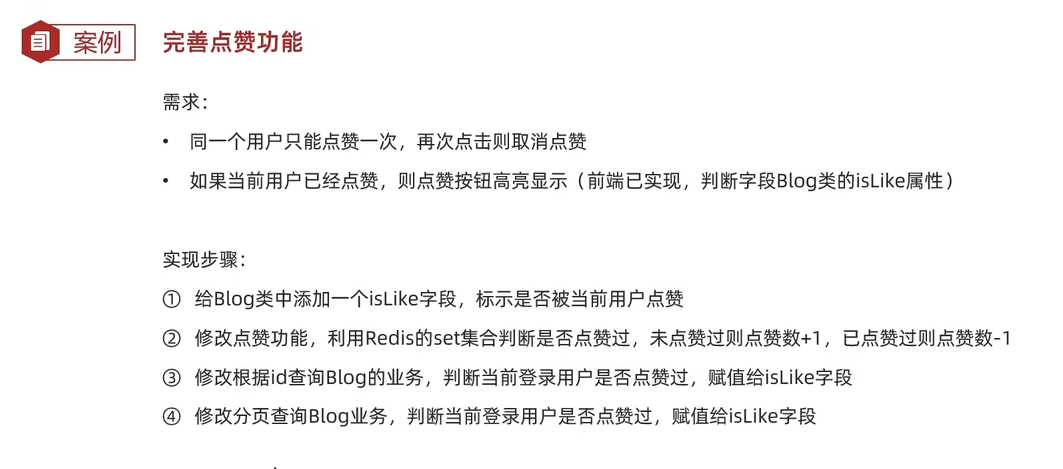 案例 完善点赞功能
需求：
• 同一个用户只能点赞一次，再次点击则取消点赞
• 如果当前用户已经点赞，则点赞按钮高亮显示（前端已实现，判断字段Blog类的isLike属性）
实现步骤：
① 给Blog类中添加一个isLike字段，标示是否被当前用户点赞
② 修改点赞功能，利用Redis的set集合判断是否点赞过，未点赞过则点赞数+1，已点赞过则点赞数-1
③ 修改根据id查询Blog的业务，判断当前登录用户是否点赞过，赋值给isLike字段
④ 修改分页查询Blog业务，判断当前登录用户是否点赞过，赋值给isLike字段